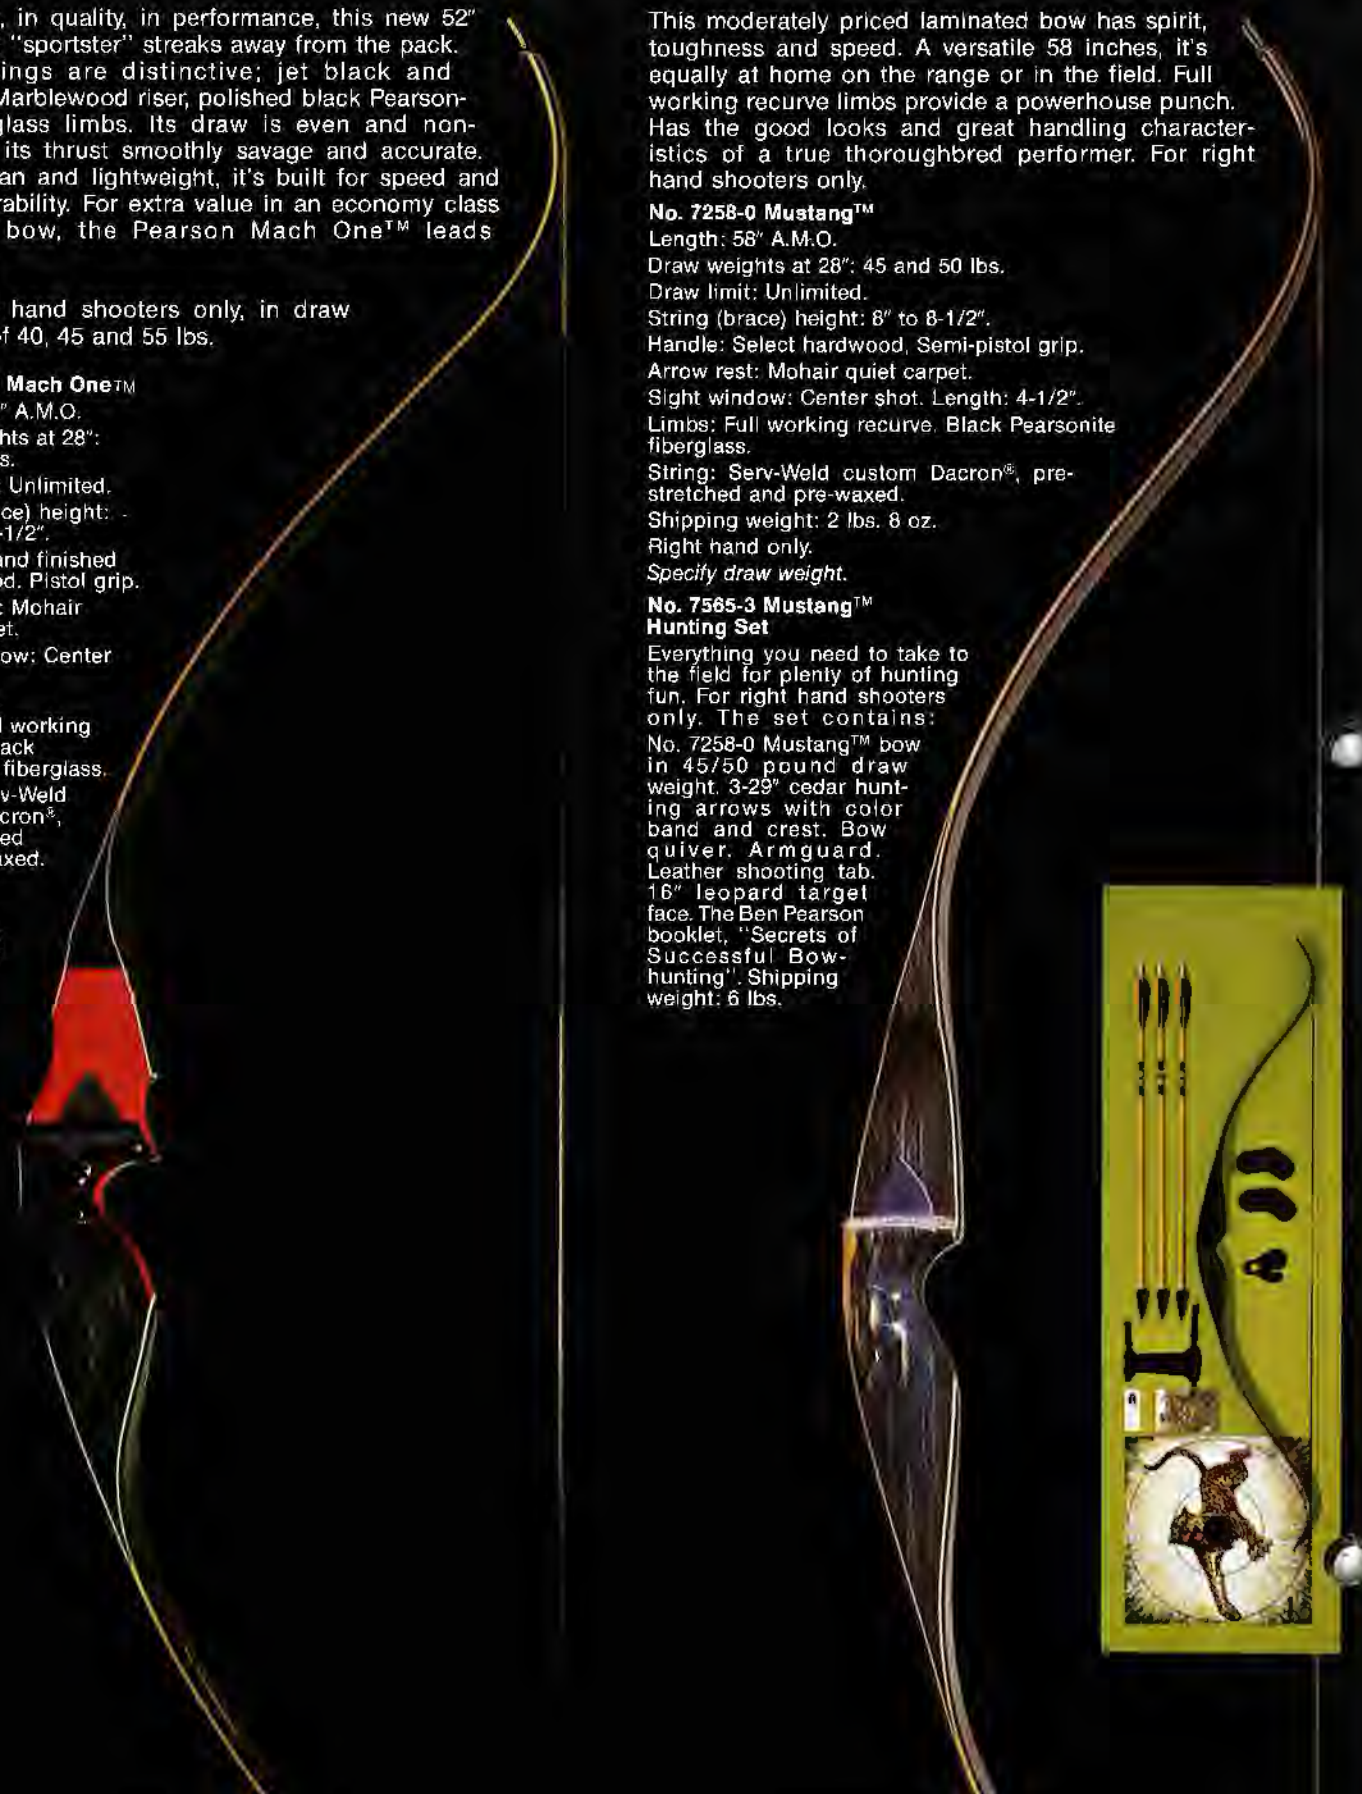 , in quality, in performance, this new 52"
"sportster" streaks away from the pack.
ings are distinctive; jet black and
Marblewood riser, polished black Pearson-
glass limbs. Its draw is even and non-
its thrust smoothly savage and accurate.
an and lightweight, it's built for speed and
ability. For extra value in an economy class
bow, the Pearson Mach One™ leads
hand shooters only, in draw
of 40, 45 and 55 lbs.
Mach One™
" A.M.O.
hts at 28":
s.
Unlimited.
ce) height:
-1/2".
and finished
od. Pistol grip.
: Mohair
et.
ow: Center
l working
ack
fiberglass.
v-Weld
cron®,
ed
axed.
This moderately priced laminated bow has spirit,
toughness and speed. A versatile 58 inches, it's
equally at home on the range or in the field. Full
working recurve limbs provide a powerhouse punch.
Has the good looks and great handling character-
istics of a true thoroughbred performer. For right
hand shooters only.
No. 7258-0 Mustang™
Length: 58" A.M.O.
Draw weights at 28": 45 and 50 lbs.
Draw limit: Unlimited.
String (brace) height: 8" to 8-1/2".
Handle: Select hardwood, Semi-pistol grip.
Arrow rest: Mohair quiet carpet.
Sight window: Center shot. Length: 4-1/2".
Limbs: Full working recurve. Black Pearsonite
fiberglass.
String: Serv-Weld custom Dacron®, pre-
stretched and pre-waxed.
Shipping weight: 2 lbs. 8 oz.
Right hand only.
Specify draw weight.
No. 7565-3 Mustang™
Hunting Set
Everything you need to take to
the field for plenty of hunting
fun. For right hand shooters
only. The set contains:
No. 7258-0 Mustang™ bow
in 45/50 pound draw
weight. 3-29" cedar hunt-
ing arrows with color
band and crest. Bow
quiver. Armguard.
Leather shooting tab.
16" leopard target
face. The Ben Pearson
booklet, "Secrets of
Successful Bow-
hunting". Shipping
weight: 6 lbs.